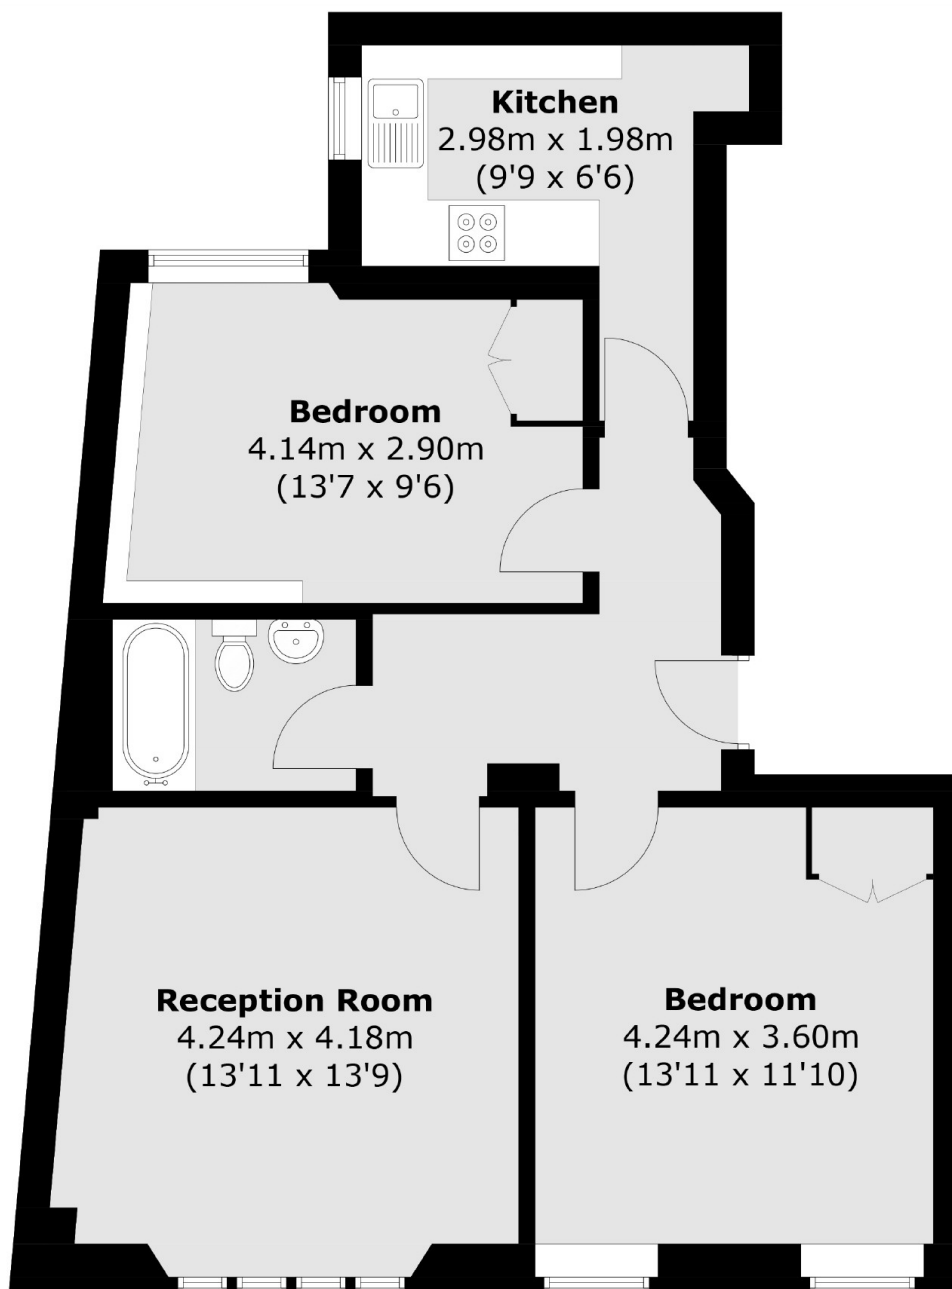 Kitchen
2.98m x 1.98m
(9'9 x 6'6)
Bedroom
4.14m x 2.90m
(13'7 x 9'6)
Reception Room
4.24m x 4.18m
(13'11 x 13'9)
Bedroom
4.24m x 3.60m
(13'11 x 11'10)